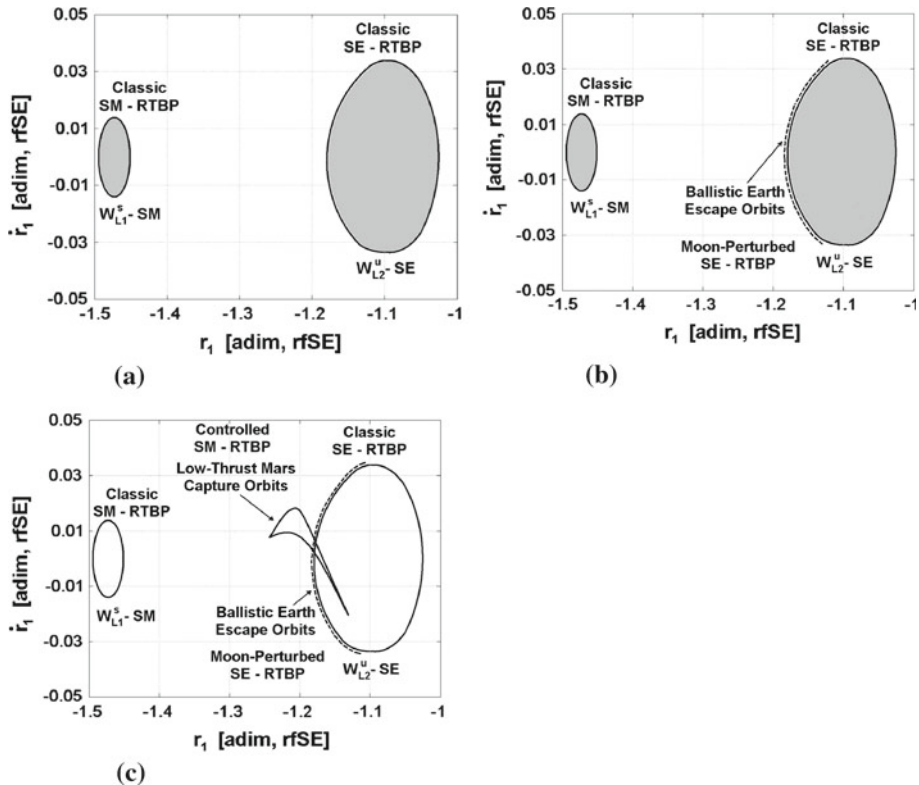 (a)
Classic
SE - RTBP
Classic
SM - RTBP
W^s_L1 - SM
W^u_L2 - SE
0.05
0.03
0.01
-0.01
-0.03
-0.05
-1.5
-1.4
-1.3
-1.2
-1.1
-1
ṙ₁ [adim, rfSE]
r₁ [adim, rfSE]
(b)
Classic
SE - RTBP
Classic
SM - RTBP
Ballistic Earth
Escape Orbits
Moon-Perturbed
SE - RTBP
W^s_L1 - SM
W^u_L2 - SE
0.05
0.03
0.01
-0.01
-0.03
-0.05
-1.5
-1.4
-1.3
-1.2
-1.1
-1
ṙ₁ [adim, rfSE]
r₁ [adim, rfSE]
(c)
Controlled
SM - RTBP
Low-Thrust Mars
Capture Orbits
Classic
SE - RTBP
Classic
SM - RTBP
Ballistic Earth
Escape Orbits
Moon-Perturbed
SE - RTBP
W^s_L1 - SM
W^u_L2 - SE
0.05
0.03
0.01
-0.01
-0.03
-0.05
-1.5
-1.4
-1.3
-1.2
-1.1
-1
ṙ₁ [adim, rfSE]
r₁ [adim, rfSE]